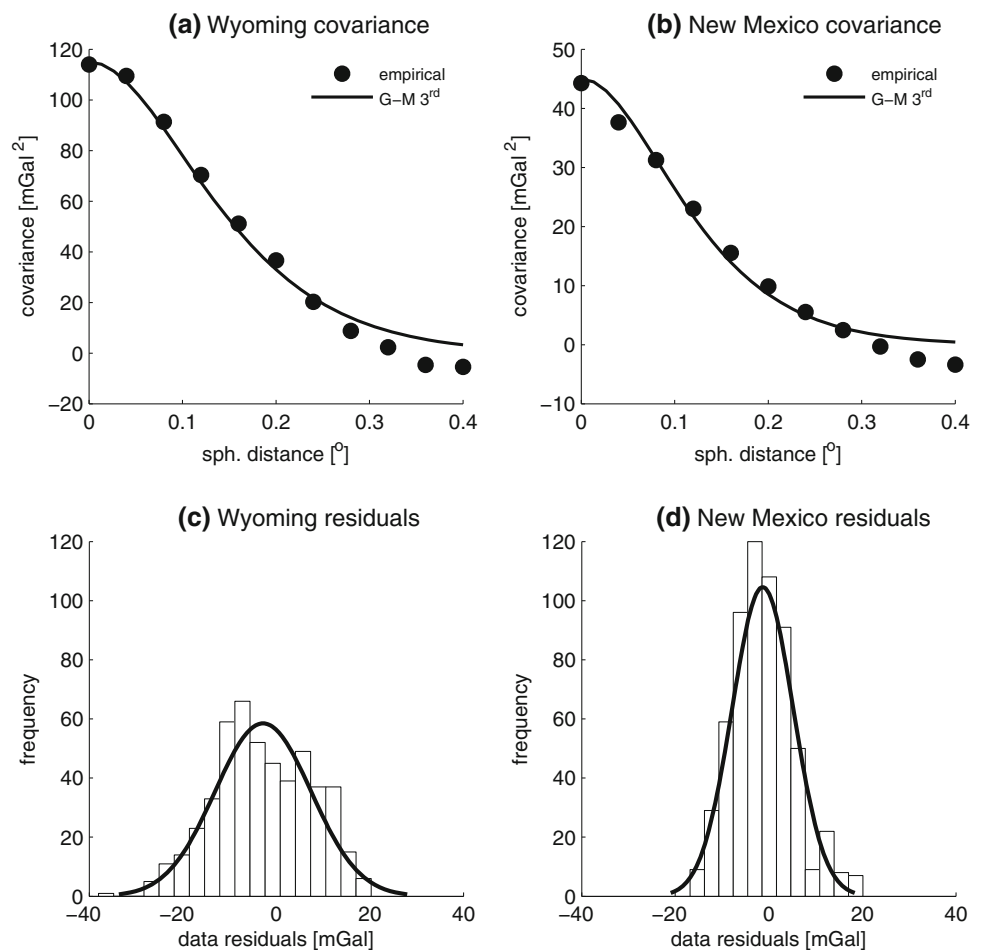 (a) Wyoming covariance
120
100
80
60
40
20
0
−20
covariance [mGal ²]
empirical
G−M 3rd
0 0.1 0.2 0.3 0.4
sph. distance [o]
(b) New Mexico covariance
50
40
30
20
10
0
−10
covariance [mGal ²]
empirical
G−M 3rd
0 0.1 0.2 0.3 0.4
sph. distance [o]
(c) Wyoming residuals
120
100
80
60
40
20
0
frequency
−40 −20 0 20 40
data residuals [mGal]
(d) New Mexico residuals
120
100
80
60
40
20
0
frequency
−40 −20 0 20 40
data residuals [mGal]